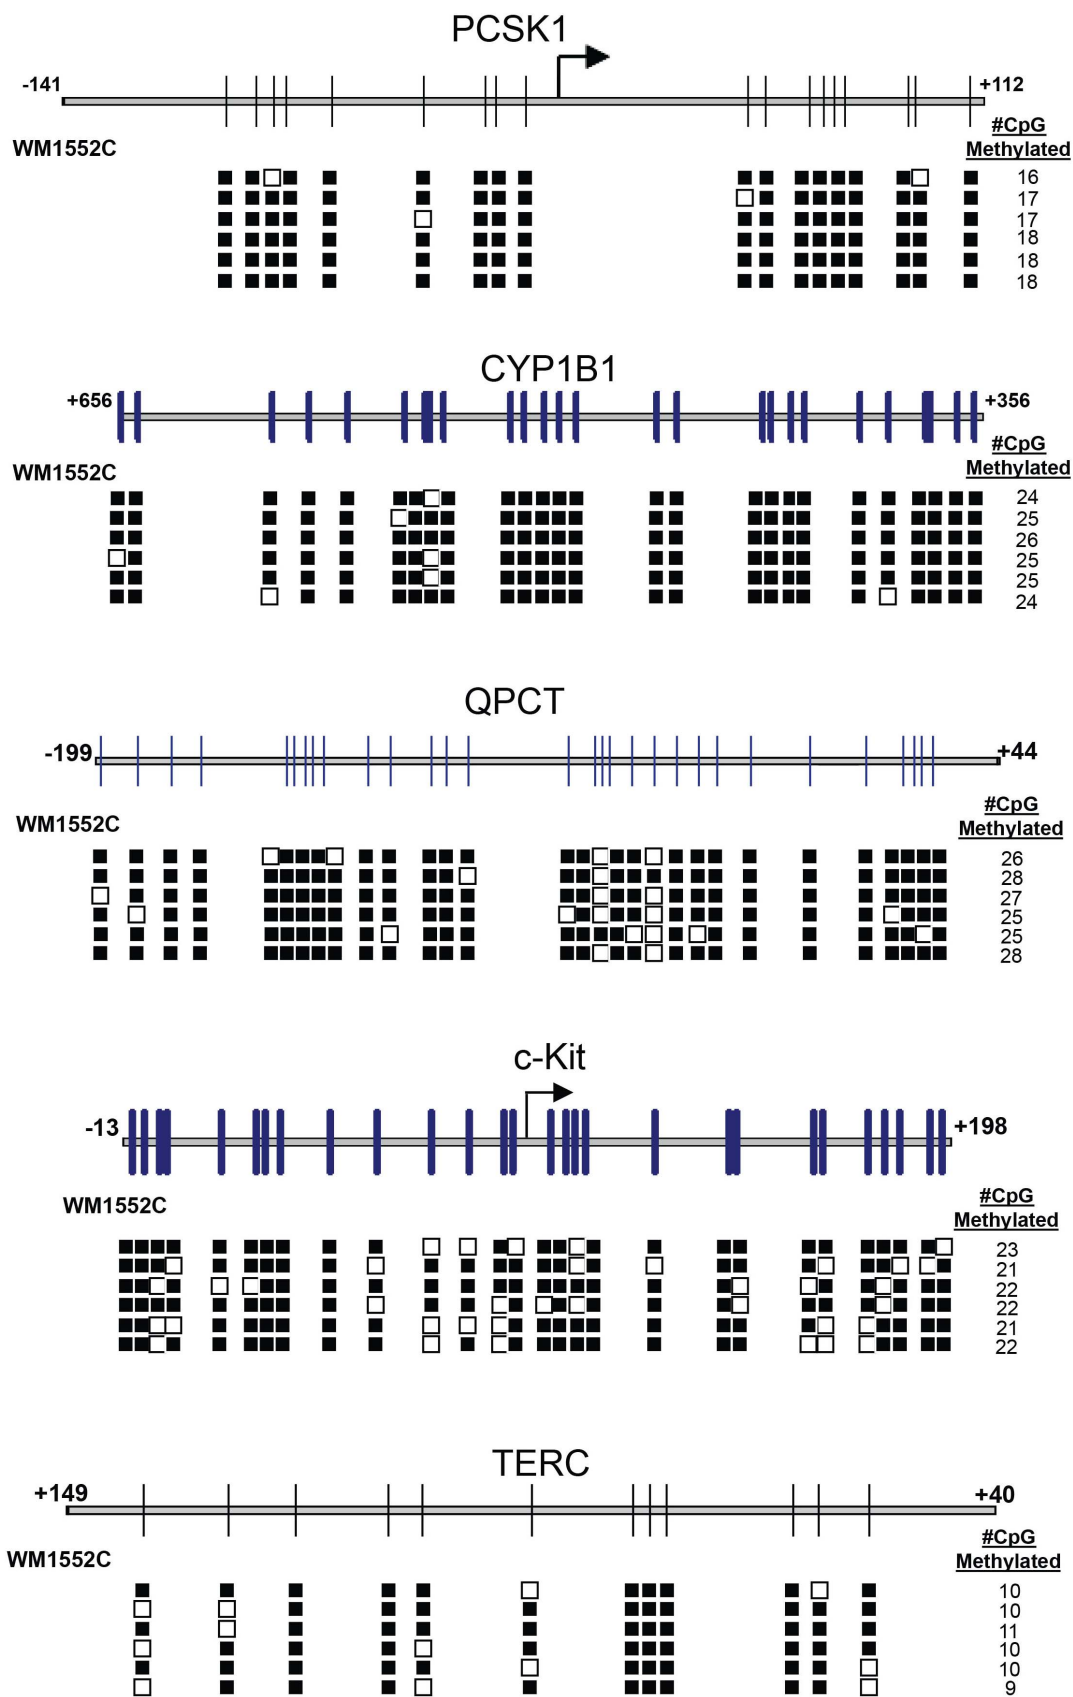 PCSK1
-141
+112
#CpG
Methylated
WM1552C
16
17
17
18
18
18
CYP1B1
+656
+356
#CpG
Methylated
WM1552C
24
25
26
25
25
24
QPCT
-199
+44
#CpG
Methylated
WM1552C
26
28
27
25
25
28
c-Kit
-13
+198
#CpG
Methylated
WM1552C
23
21
22
22
21
22
TERC
+149
+40
#CpG
Methylated
WM1552C
10
10
11
10
10
9